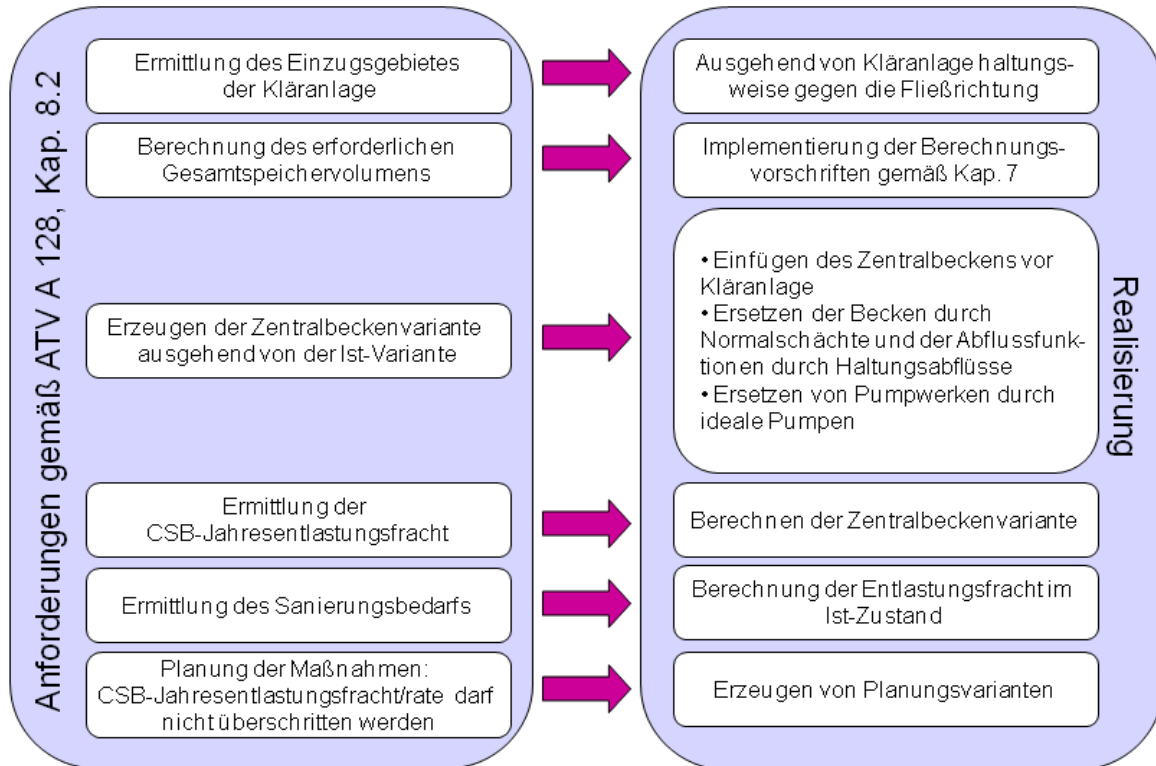 Anforderungen gemäß ATV A 128, Kap. 8.2
Ermittlung des Einzugsgebietes
der Kläranlage
Ausgehend von Kläranlage haltungs-
weise gegen die Fließrichtung
Berechnung des erforderlichen
Gesamtspeichervolumens
Implementierung der Berechnungs-
vorschriften gemäß Kap. 7
Erzeugen der Zentralbeckenvariante
ausgehend von der Ist-Variante
• Einfügen des Zentralbeckens vor
Kläranlage
• Ersetzen der Becken durch
Normalschächte und der Abflussfunk-
tionen durch Haltungsabflüsse
• Ersetzen von Pumpwerken durch
ideale Pumpen
Ermittlung der
CSB-Jahresentlastungsfracht
Berechnen der Zentralbeckenvariante
Ermittlung des Sanierungsbedarfs
Berechnung der Entlastungsfracht im
Ist-Zustand
Planung der Maßnahmen:
CSB-Jahresentlastungsfracht/rate darf
nicht überschritten werden
Erzeugen von Planungsvarianten
Realisierung